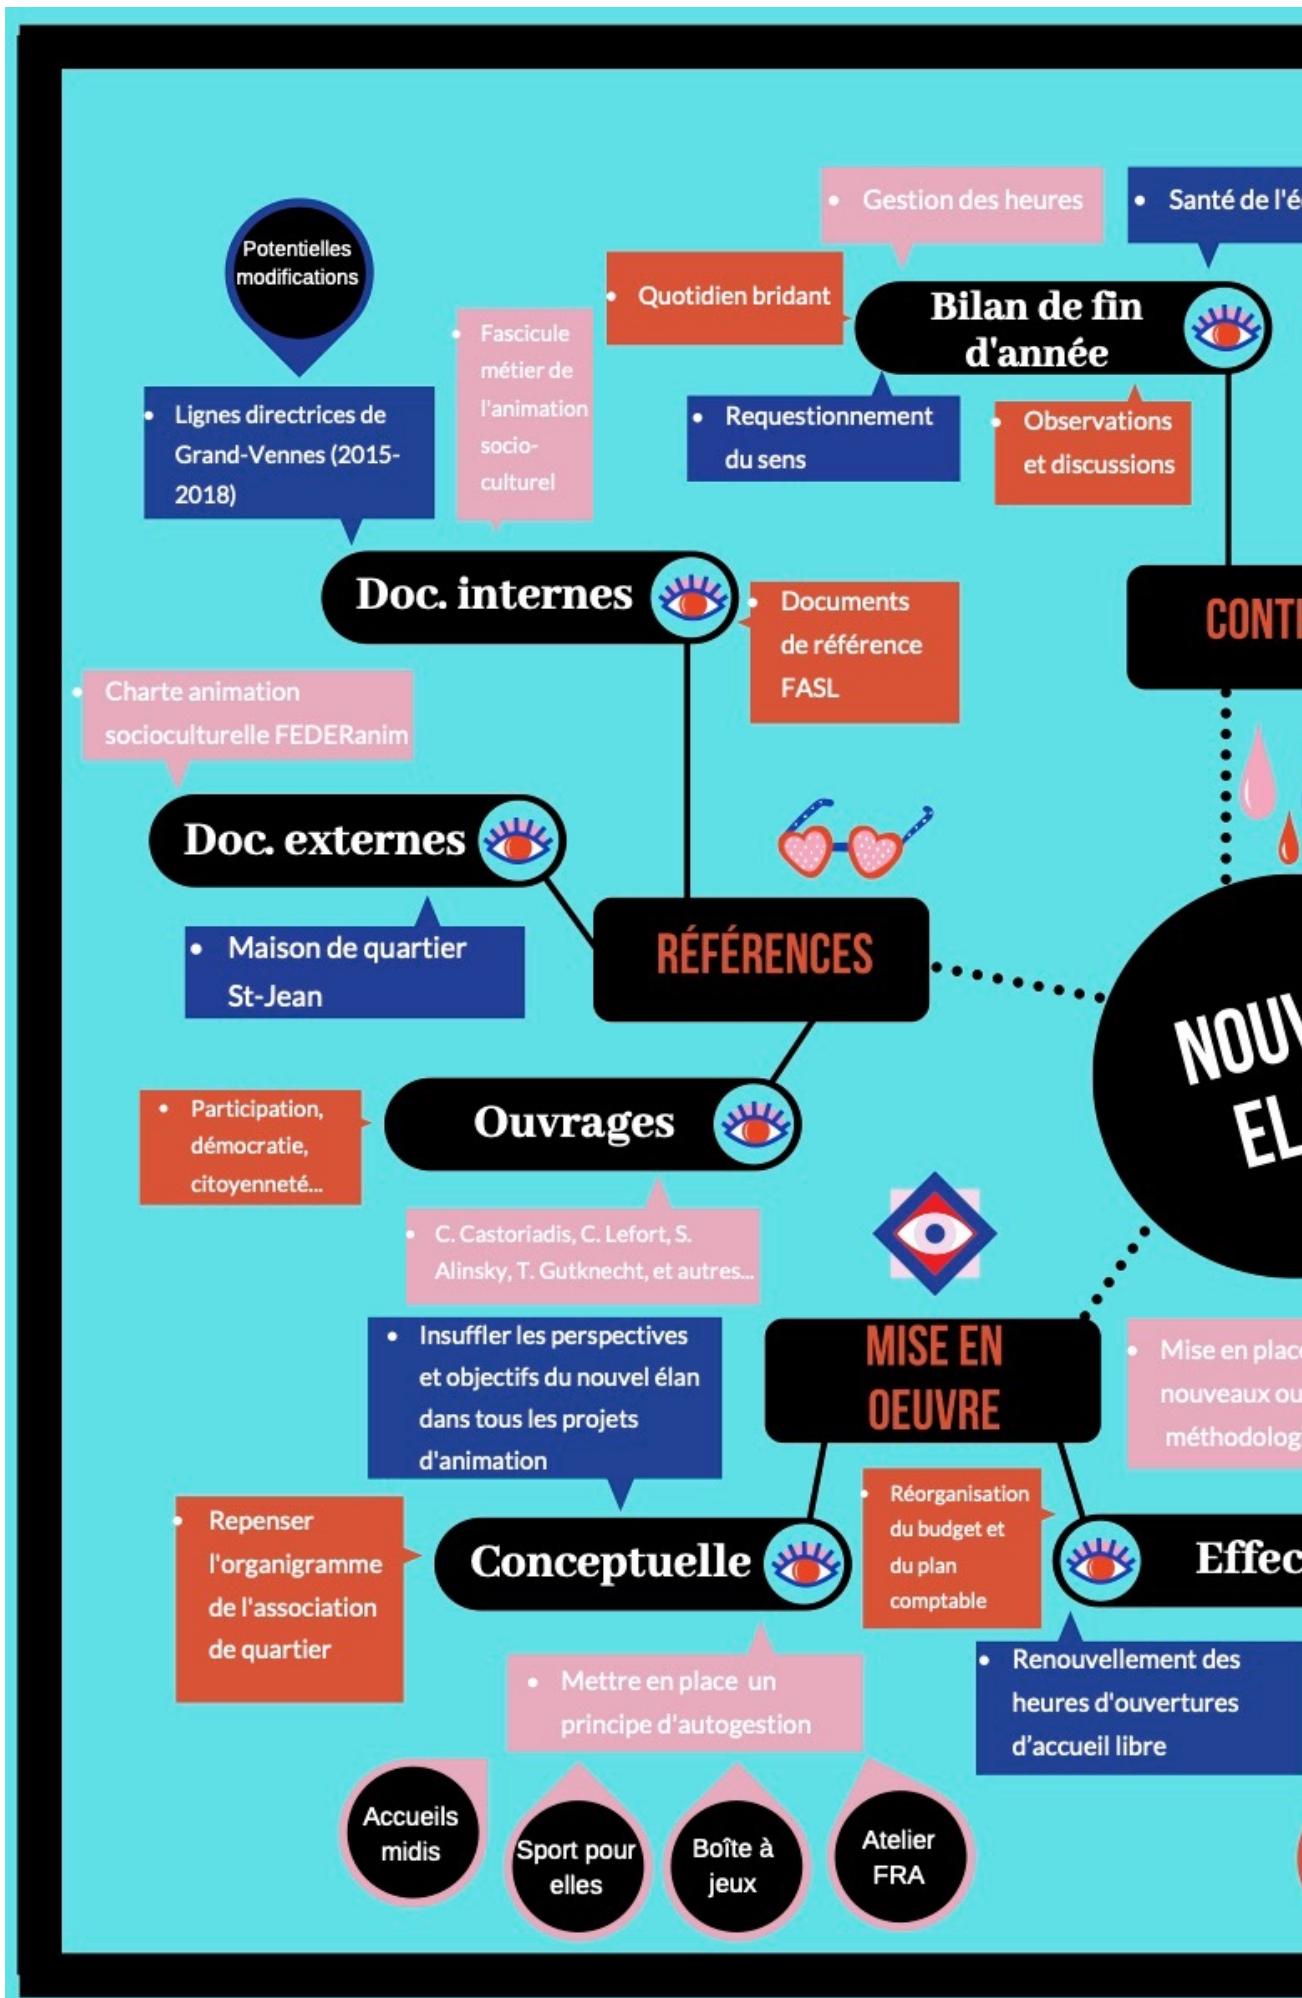 Gestion des heures
Santé de l'é
Potentielles
modifications
Quotidien bridant
Bilan de fin
d'année
Fascicule
métier de
l'animation
socio-
culturel
Lignes directrices de
Grand-Vennes (2015-
2018)
Requestionnement
du sens
Observations
et discussions
Doc. internes
Documents
de référence
FASL
CONT
Charte animation
socioculturelle FEDERanim
Doc. externes
Maison de quartier
St-Jean
RÉFÉRENCES
NOUV
EL
Participation,
démocratie,
citoyenneté...
Ouvrages
C. Castoriadis, C. Lefort, S.
Alinsky, T. Gutknecht, et autres...
Insuffler les perspectives
et objectifs du nouvel élan
dans tous les projets
d'animation
MISE EN
OEUVRE
Mise en place
nouveaux ou
méthodolog
Repenser
l'organigramme
de l'association
de quartier
Conceptuelle
Réorganisation
du budget et
du plan
comptable
Effec
Mettre en place un
principe d'autogestion
Renouvellement des
heures d'ouvertures
d'accueil libre
Accueils
midis
Sport pour
elles
Boîte à
jeux
Atelier
FRA